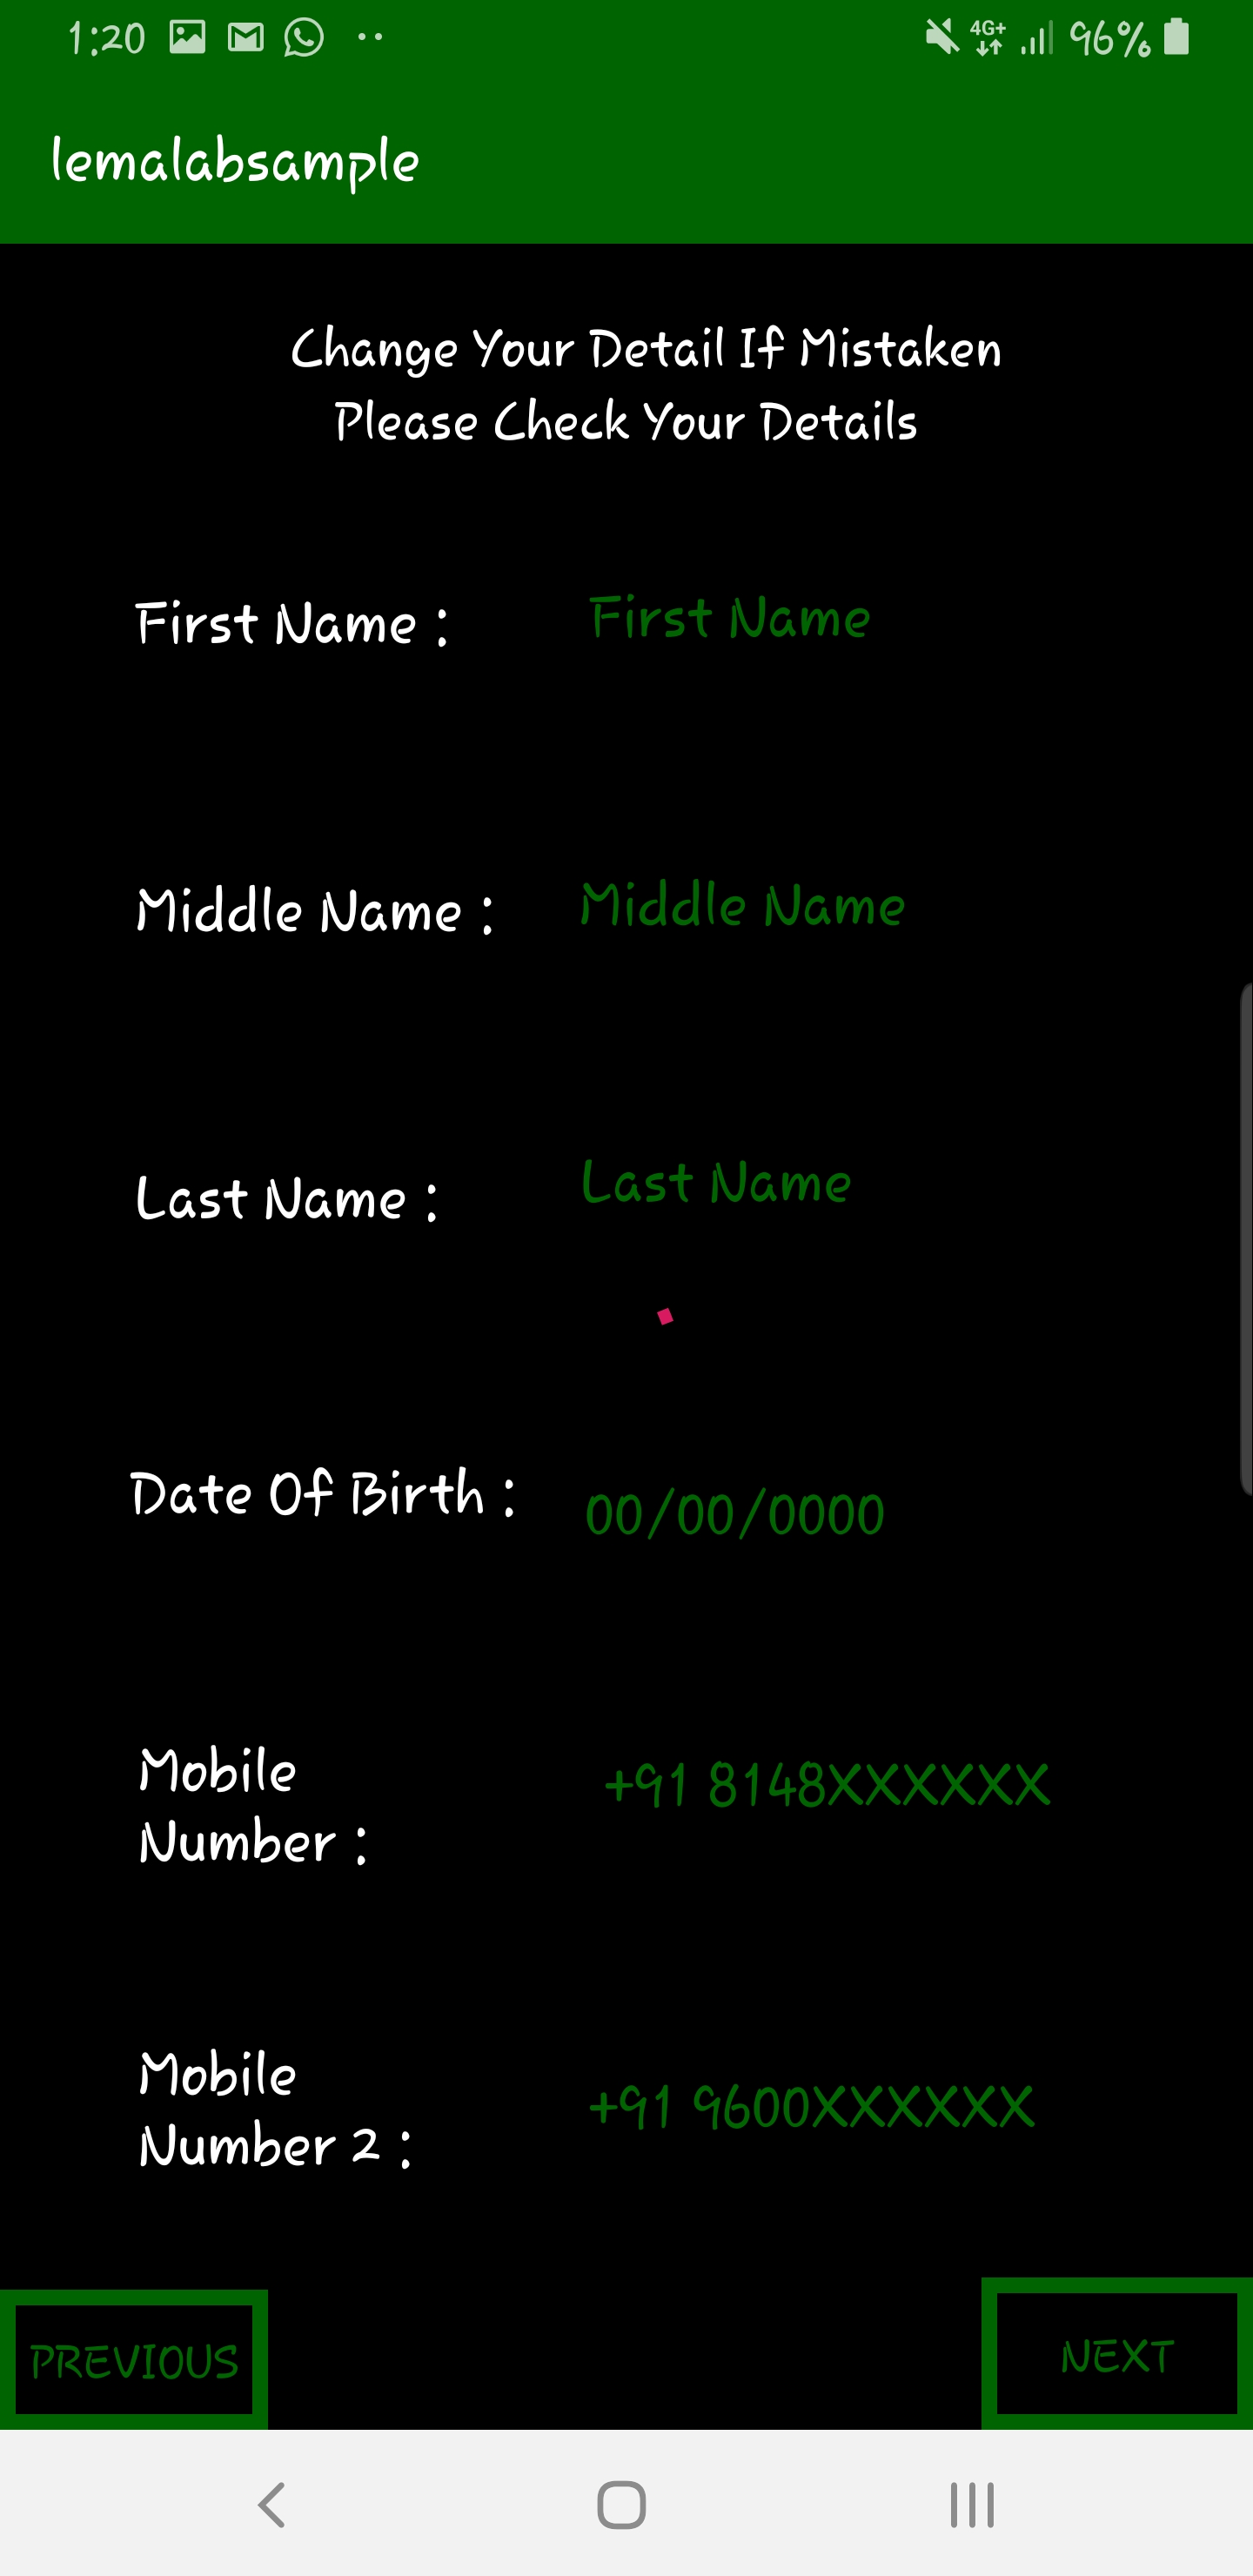 1:20 4G+ 96%
lemalabsample
Change Your Detail If Mistaken
Please Check Your Details
First Name : First Name
Middle Name : Middle Name
Last Name : Last Name
Date Of Birth : 00/00/0000
Mobile
Number : +91 8148XXXXXX
Mobile
Number 2 : +91 9600XXXXXX
PREVIOUS NEXT